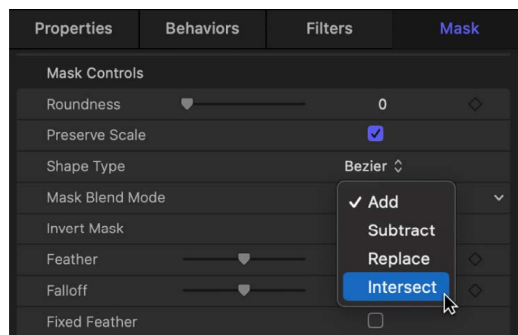 Properties Behaviors Filters Mask
Mask Controls
Roundness 0
Preserve Scale
Shape Type Bezier
Mask Blend Mode
Add
Invert Mask
Subtract
Replace
Feather
Intersect
Falloff
Fixed Feather